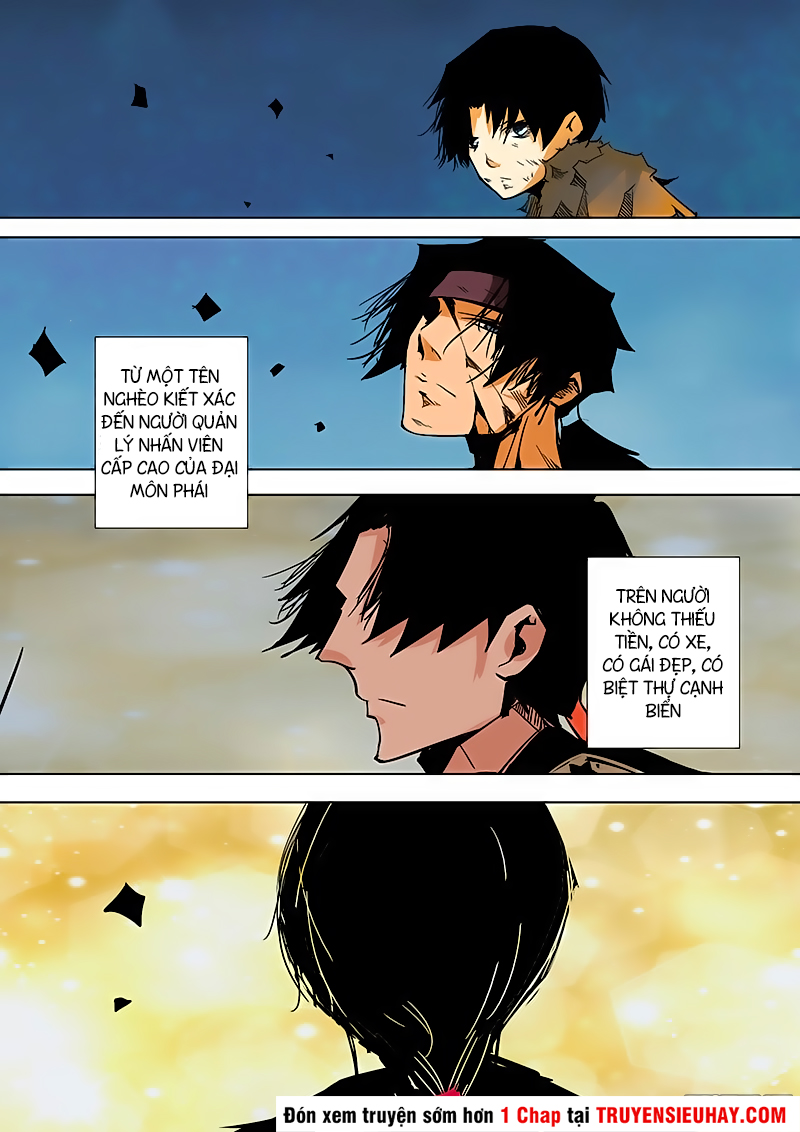 TỪ MỘT TÊN
NGHÈO KIẾT XÁC
ĐẾN NGƯỜI QUẢN
LÝ NHẤN VIÊN
CẤP CAO CỦA ĐẠI
MÔN PHÁI
TRÊN NGƯỜI
KHÔNG THIẾU
TIỀN, CÓ XE,
CÓ GÁI ĐẸP, CÓ
BIỆT THỰ CẠNH
BIỂN
Đón xem truyện sớm hơn 1 Chap tại TRUYENSIEUHAY.COM